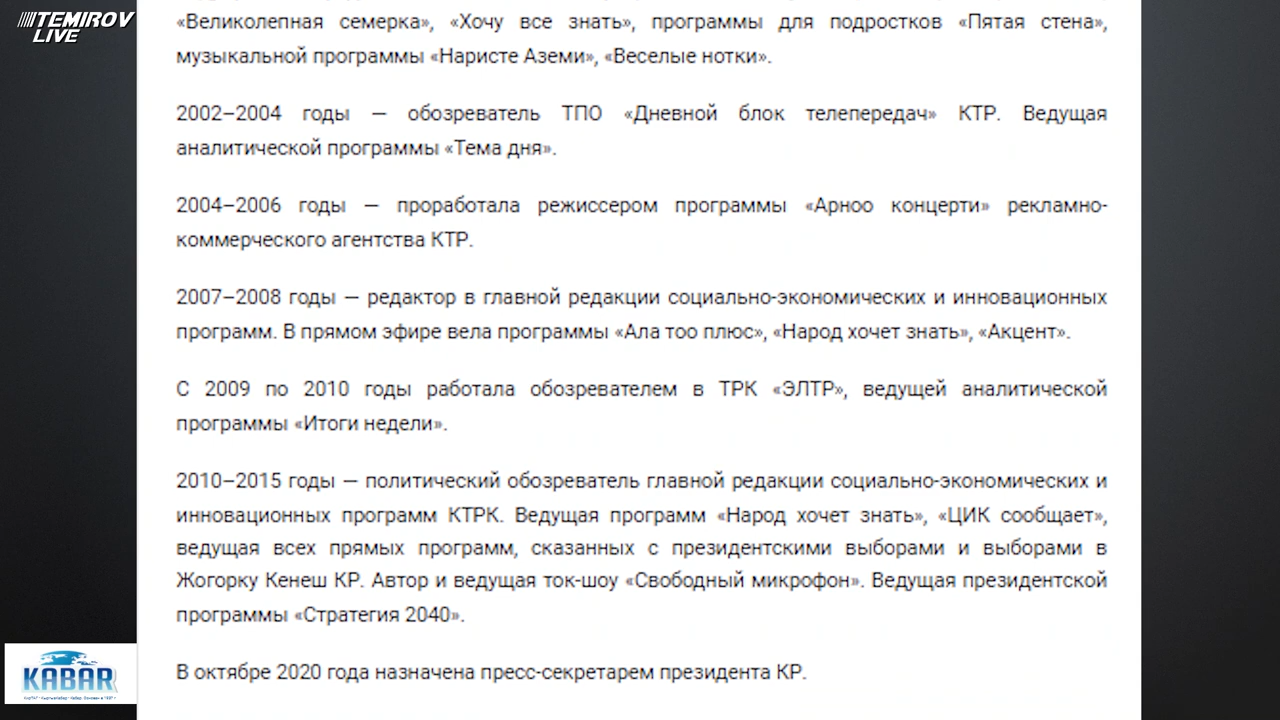 TEMIROV
LIVE
«Великолепная семерка», «Хочу все знать», программы для подростков «Пятая стена»,
музыкальной программы «Наристе Аземи», «Веселые нотки».
2002–2004 годы — обозреватель ТПО «Дневной блок телепередач» КТР. Ведущая
аналитической программы «Тема дня».
2004–2006 годы — проработала режиссером программы «Арноо концерти» рекламно-
коммерческого агентства КТР.
2007–2008 годы — редактор в главной редакции социально-экономических и инновационных
программ. В прямом эфире вела программы «Ала тоо плюс», «Народ хочет знать», «Акцент».
С 2009 по 2010 годы работала обозревателем в ТРК «ЭЛТР», ведущей аналитической
программы «Итоги недели».
2010–2015 годы — политический обозреватель главной редакции социально-экономических и
инновационных программ КТРК. Ведущая программ «Народ хочет знать», «ЦИК сообщает»,
ведущая всех прямых программ, сказанных с президентскими выборами и выборами в
Жогорку Кенеш КР. Автор и ведущая ток-шоу «Свободный микрофон». Ведущая президентской
программы «Стратегия 2040».
В октябре 2020 года назначена пресс-секретарем президента КР.
KABAR